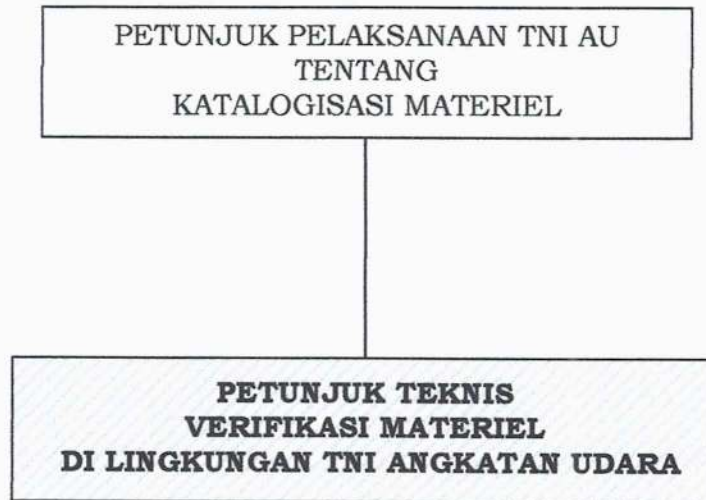 PETUNJUK PELAKSANAAN TNI AU
TENTANG
KATALOGISASI MATERIEL
PETUNJUK TEKNIS
VERIFIKASI MATERIEL
DI LINGKUNGAN TNI ANGKATAN UDARA